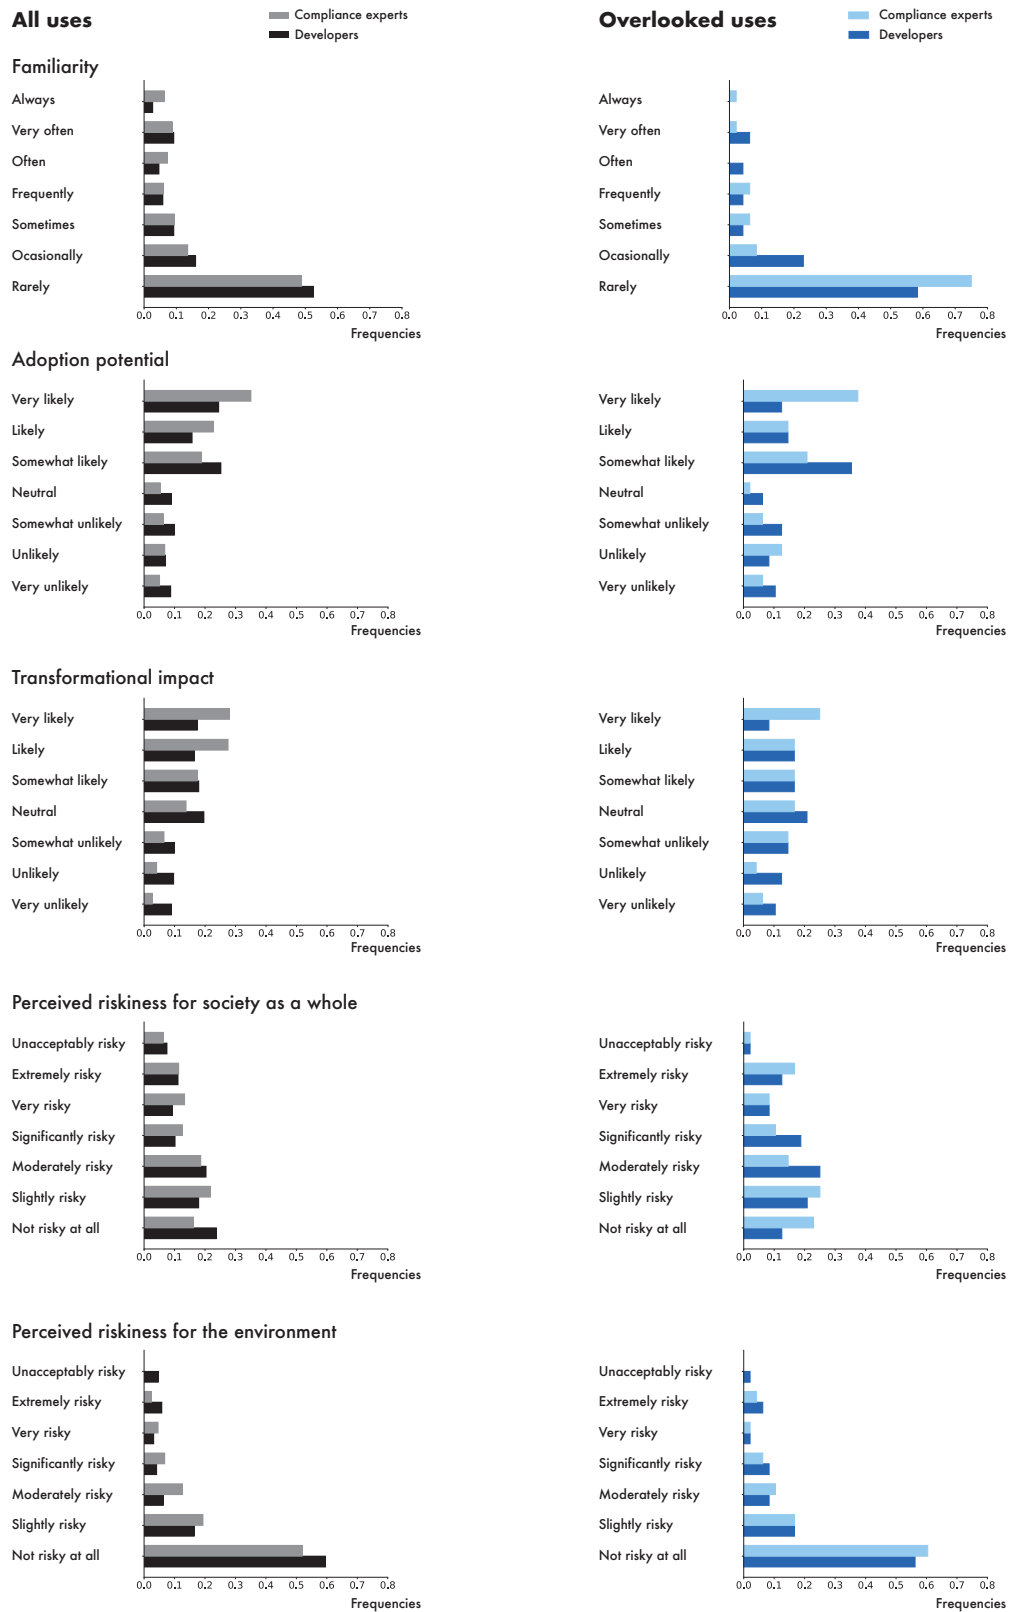 All uses
Compliance experts
Developers
Overlooked uses
Compliance experts
Developers
Familiarity
Always
Very often
Often
Frequently
Sometimes
Ocasionally
Rarely
0.0 0.1 0.2 0.3 0.4 0.5 0.6 0.7 0.8
Frequencies
Always
Very often
Often
Frequently
Sometimes
Ocasionally
Rarely
0.0 0.1 0.2 0.3 0.4 0.5 0.6 0.7 0.8
Frequencies
Adoption potential
Very likely
Likely
Somewhat likely
Neutral
Somewhat unlikely
Unlikely
Very unlikely
0.0 0.1 0.2 0.3 0.4 0.5 0.6 0.7 0.8
Frequencies
Very likely
Likely
Somewhat likely
Neutral
Somewhat unlikely
Unlikely
Very unlikely
0.0 0.1 0.2 0.3 0.4 0.5 0.6 0.7 0.8
Frequencies
Transformational impact
Very likely
Likely
Somewhat likely
Neutral
Somewhat unlikely
Unlikely
Very unlikely
0.0 0.1 0.2 0.3 0.4 0.5 0.6 0.7 0.8
Frequencies
Very likely
Likely
Somewhat likely
Neutral
Somewhat unlikely
Unlikely
Very unlikely
0.0 0.1 0.2 0.3 0.4 0.5 0.6 0.7 0.8
Frequencies
Perceived riskiness for society as a whole
Unacceptably risky
Extremely risky
Very risky
Significantly risky
Moderately risky
Slightly risky
Not risky at all
0.0 0.1 0.2 0.3 0.4 0.5 0.6 0.7 0.8
Frequencies
Unacceptably risky
Extremely risky
Very risky
Significantly risky
Moderately risky
Slightly risky
Not risky at all
0.0 0.1 0.2 0.3 0.4 0.5 0.6 0.7 0.8
Frequencies
Perceived riskiness for the environment
Unacceptably risky
Extremely risky
Very risky
Significantly risky
Moderately risky
Slightly risky
Not risky at all
0.0 0.1 0.2 0.3 0.4 0.5 0.6 0.7 0.8
Frequencies
Unacceptably risky
Extremely risky
Very risky
Significantly risky
Moderately risky
Slightly risky
Not risky at all
0.0 0.1 0.2 0.3 0.4 0.5 0.6 0.7 0.8
Frequencies